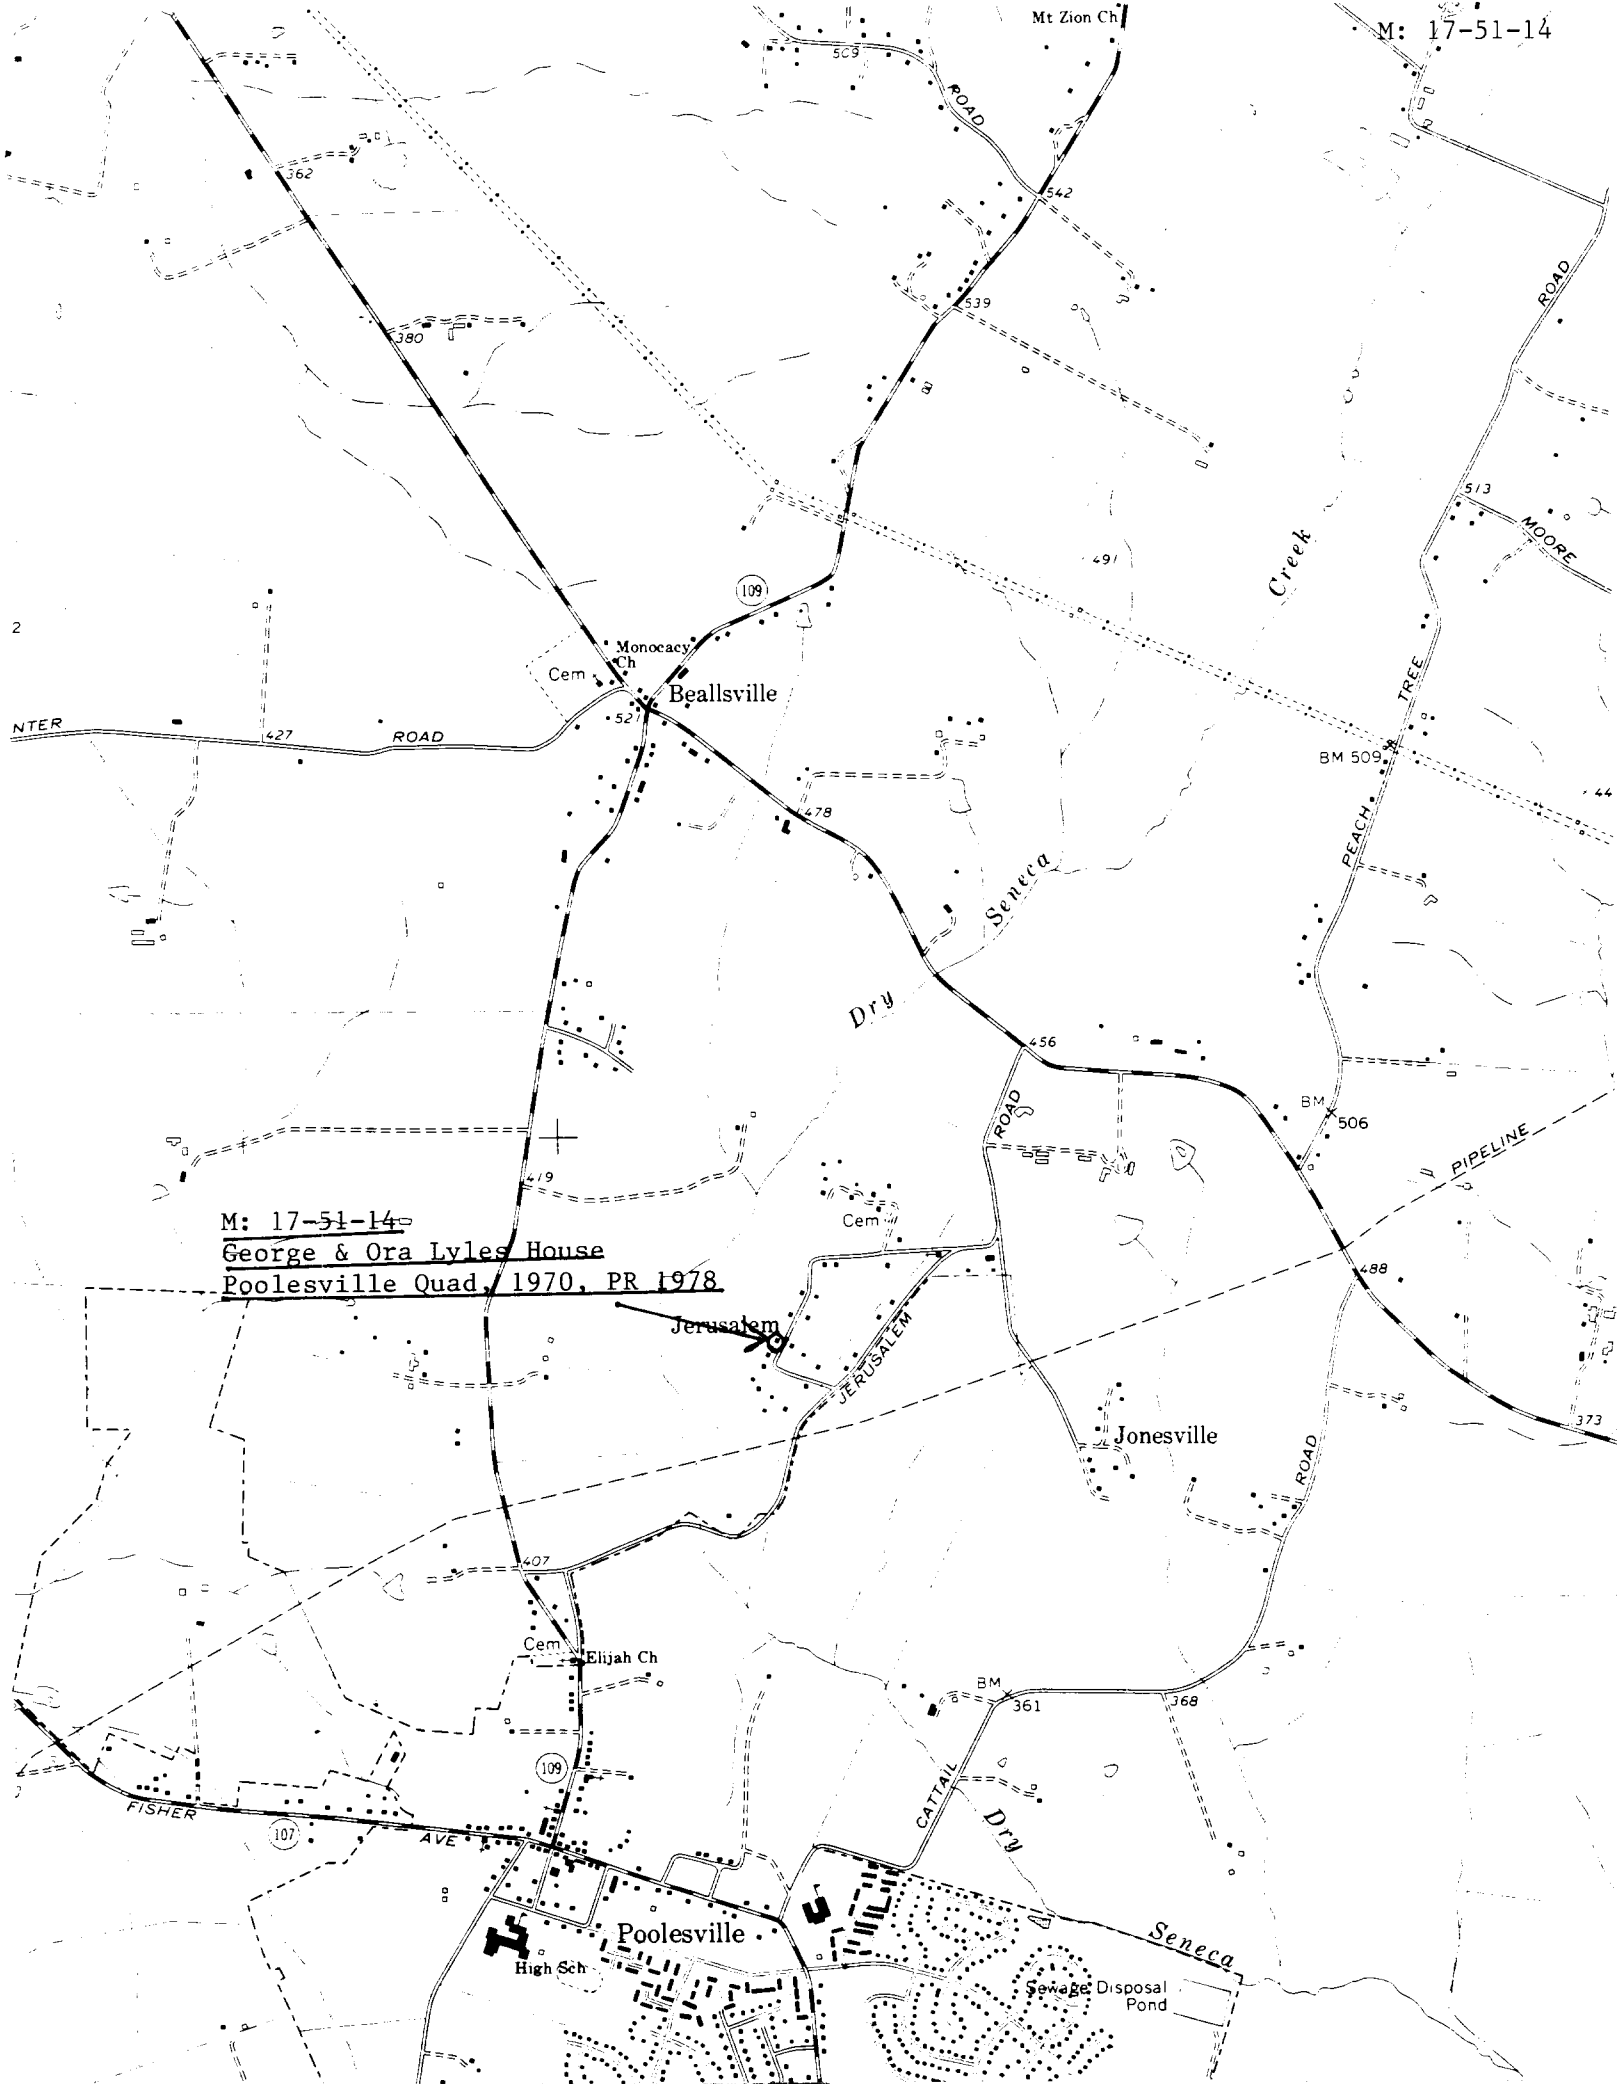 Mt Zion Ch
M: 17-51-14
509
ROAD
362
542
539
ROAD
380
513
MOORE
491
Creek
109
2
Monocacy
Ch
Cem
Beallsville
TREE
521
NTER
427
ROAD
BM 509
44
478
PEACH
Seneca
Dry
456
ROAD
BM
506
PIPELINE
419
M: 17-51-14
Cem
George & Ora Lyles House
Poolesville Quad, 1970, PR 1978
488
Jerusalem
JERUSALEM
373
Jonesville
ROAD
407
Cem
Elijah Ch
BM
361
368
109
CATTAIL
FISHER
107
AVE
Dry
Poolesville
Seneca
High Sch
Sewage Disposal
Pond